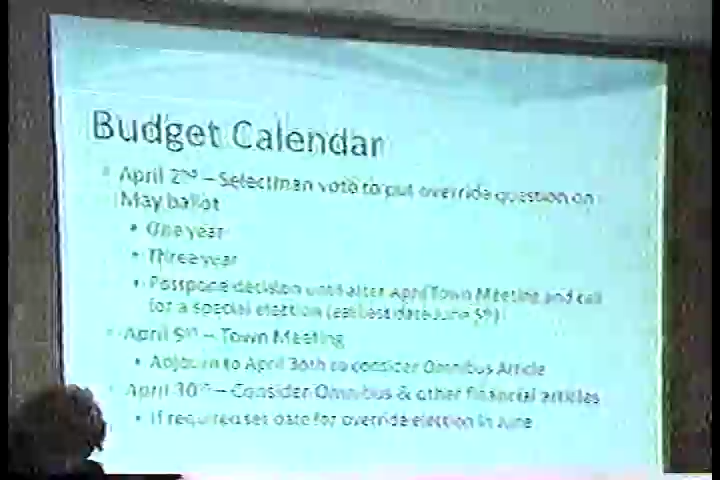 Budget Calendar
April 2nd – Selectman vote to put override question on
May ballot
• One year
• Three year
• Postpone decision until after April Town Meeting and call
for a special election (earliest date June 5th)
April 9th – Town Meeting
• Adjourn to April 30th to consider Omnibus Article
April 30th – Consider Omnibus & other financial articles
• If required set date for override election in June